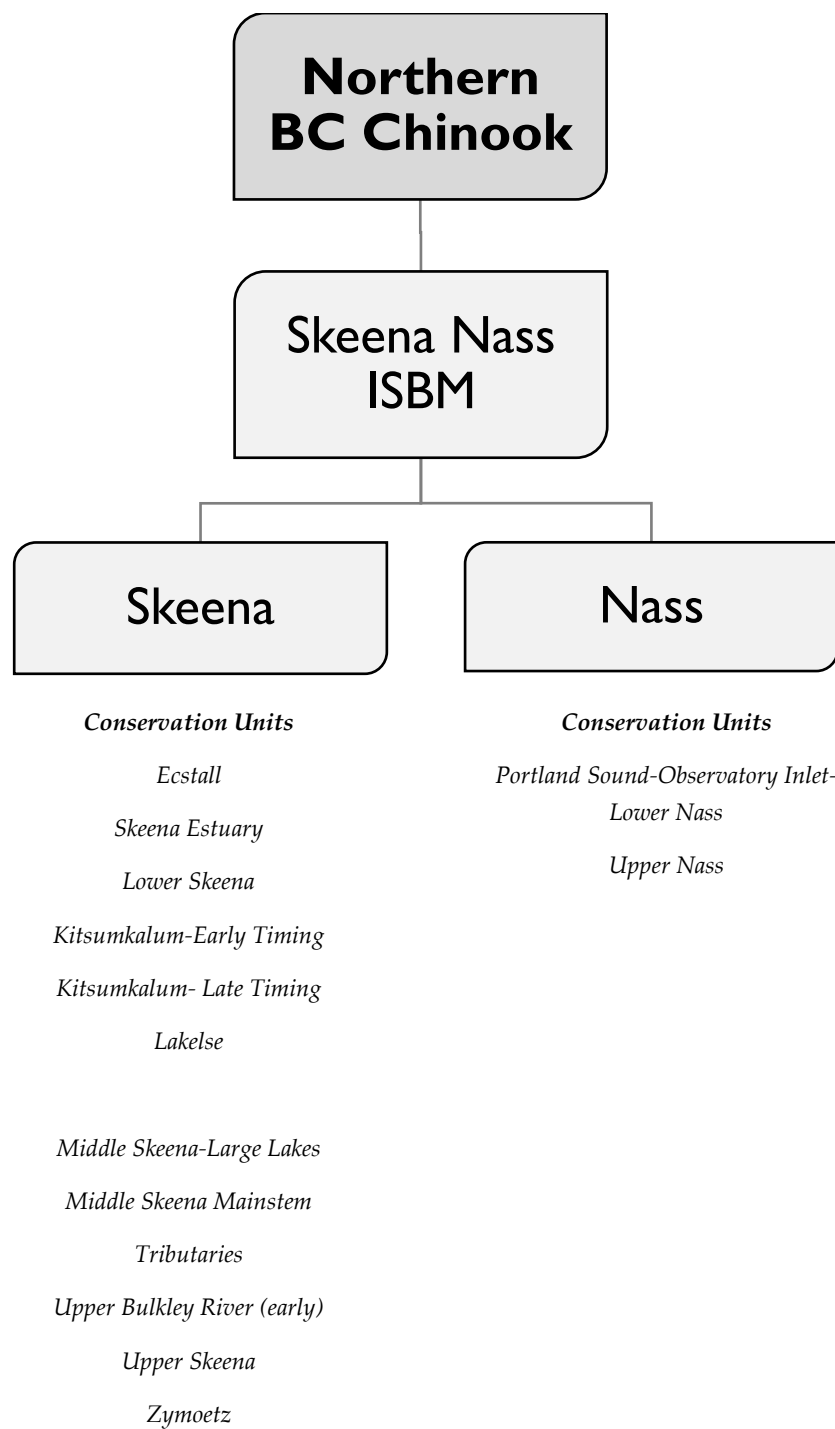 Northern
BC Chinook
Skeena Nass
ISBM
Skeena
Nass
Conservation Units
Ecstall
Skeena Estuary
Lower Skeena
Kitsumkalum-Early Timing
Kitsumkalum- Late Timing
Lakelse
Middle Skeena-Large Lakes
Middle Skeena Mainstem
Tributaries
Upper Bulkley River (early)
Upper Skeena
Zymoetz
Conservation Units
Portland Sound-Observatory Inlet-
Lower Nass
Upper Nass